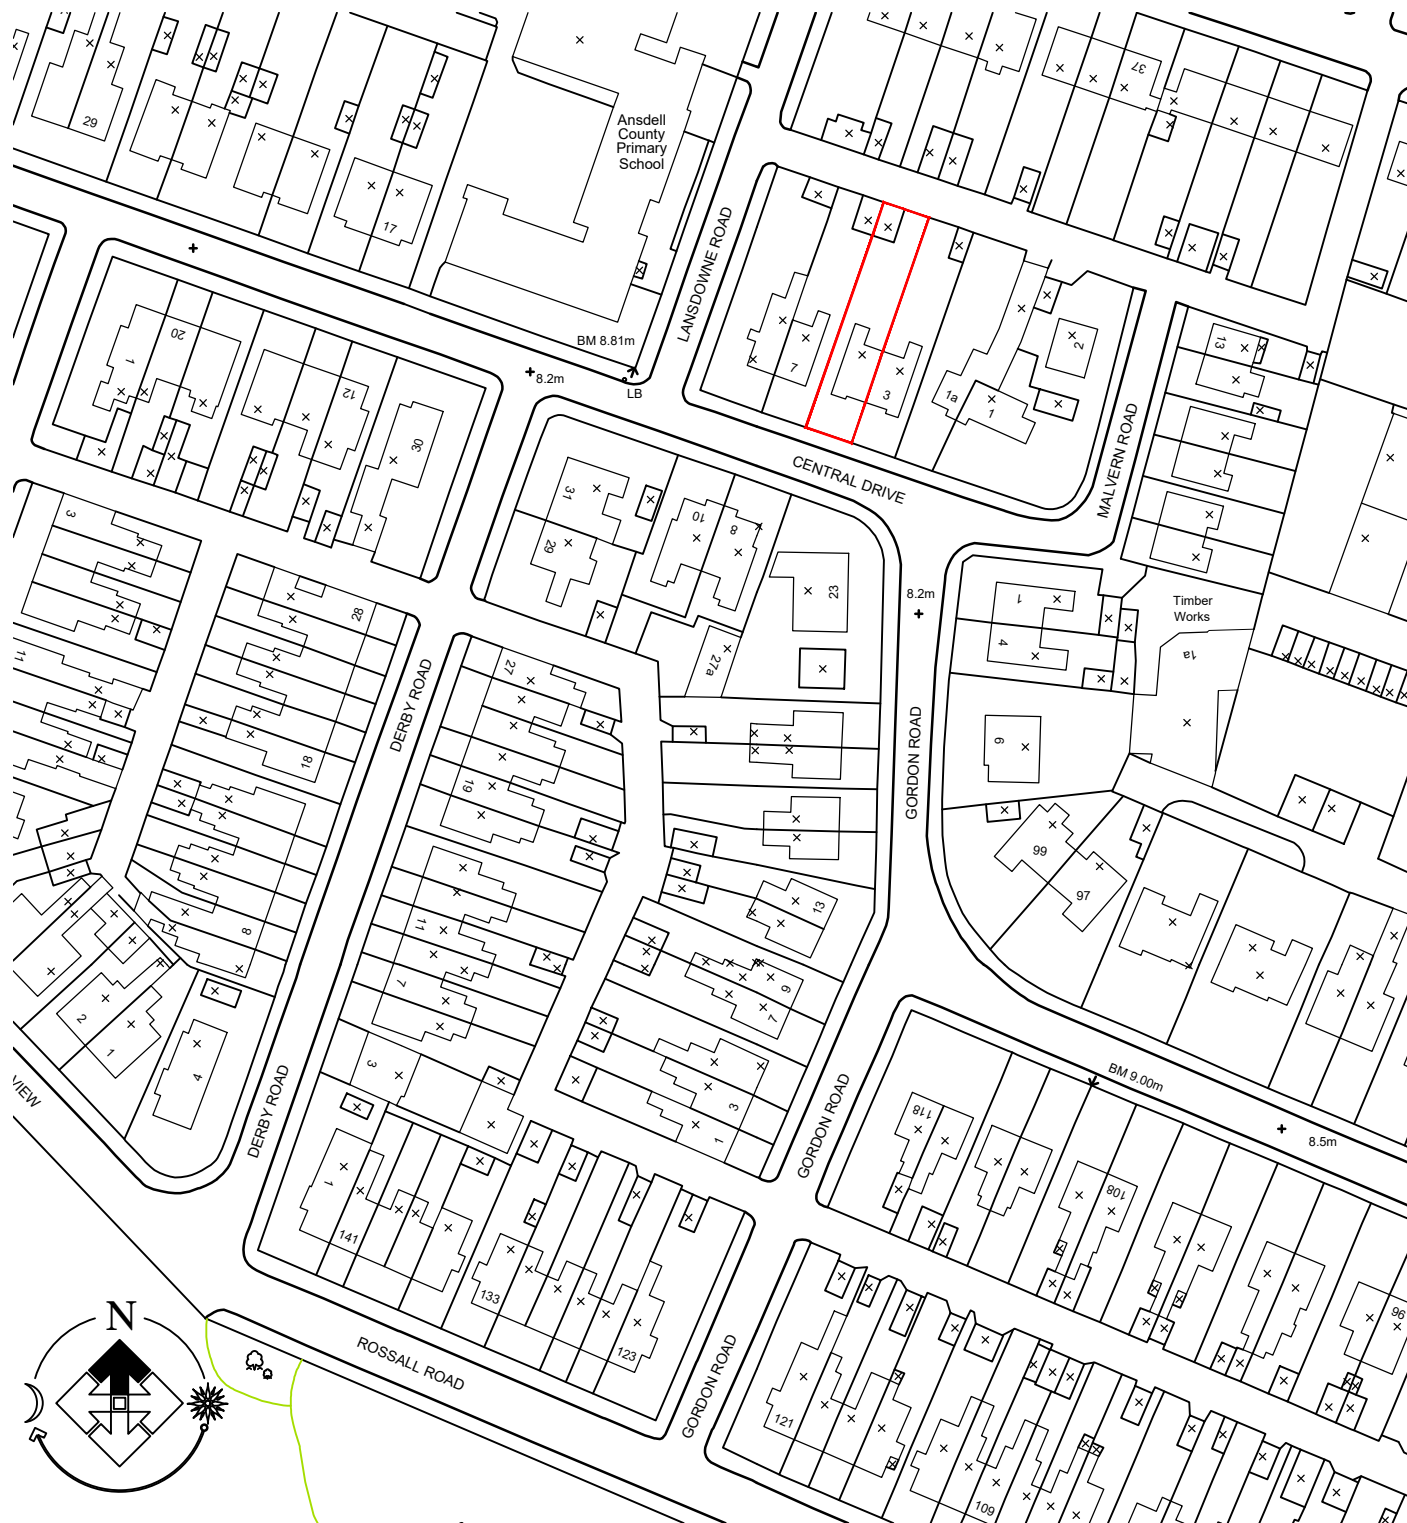 29
Ansdell
County
Primary
School
37
17
LANSDOWNE ROAD
BM 8.81m
8.2m
LB
20
1
12
30
7
3
1a
1
2
13
MALVERN ROAD
CENTRAL DRIVE
3
31
29
10
8
23
8.2m
1
4
Timber
Works
1a
11
28
18
DERBY ROAD
27
27a
19
GORDON ROAD
9
99
97
8
11
7
13
9
7
2
1
4
3
3
1
VIEW
DERBY ROAD
GORDON ROAD
BM 9.00m
8.5m
118
108
96
1
141
133
123
N
ROSSALL ROAD
GORDON ROAD
121
109